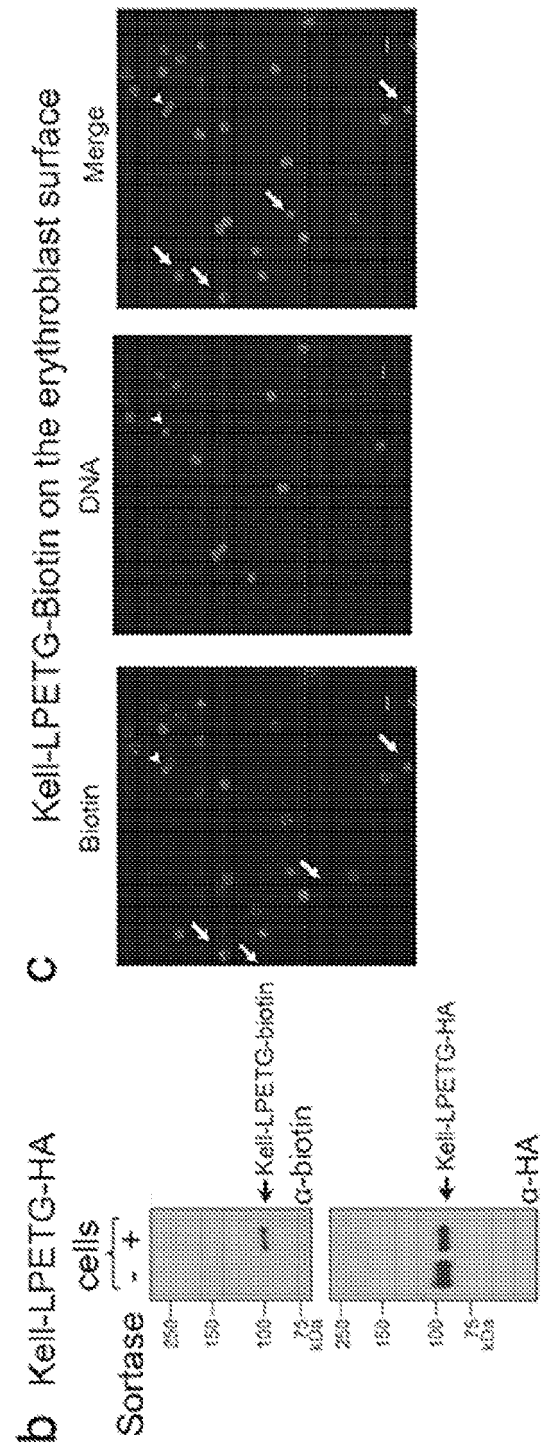 b Kell-LPETG-HA
cells
Sortase - +
250
150
100
75
kDa
Kell-LPETG-biotin
α-biotin
250
150
100
75
kDa
Kell-LPETG-HA
α-HA
c Kell-LPETG-Biotin on the erythroblast surface
Biotin
DNA
Merge